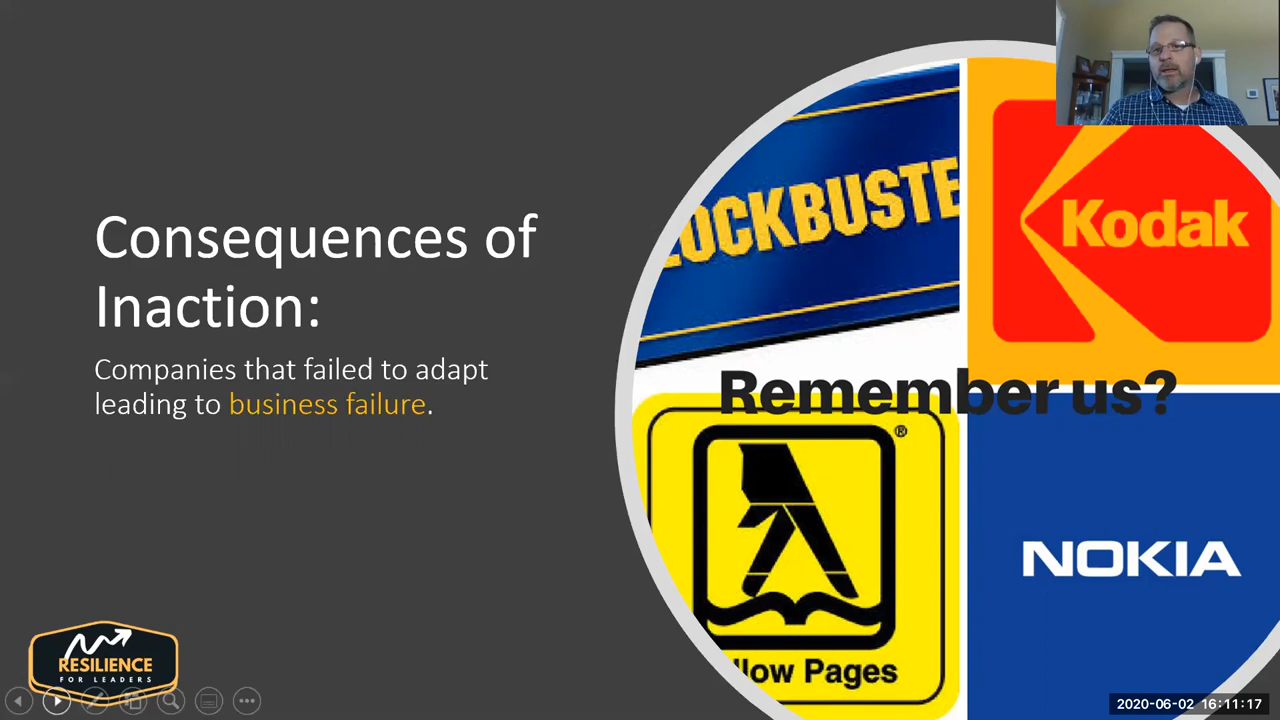 Consequences of
Inaction:
Companies that failed to adapt
leading to business failure.
LOCKBUSTE
Kodak
Remember us?
®
llow Pages
NOKIA
RESILIENCE
FOR LEADERS
2020-06-02 16:11:17